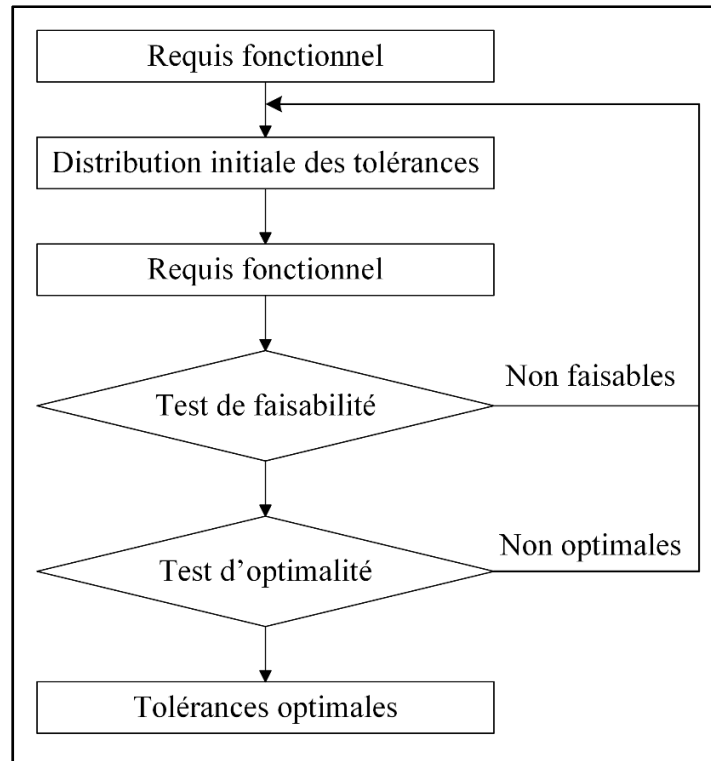 Requis fonctionnel
Distribution initiale des tolérances
Requis fonctionnel
Non faisables
Test de faisabilité
Non optimales
Test d’optimalité
Tolérances optimales